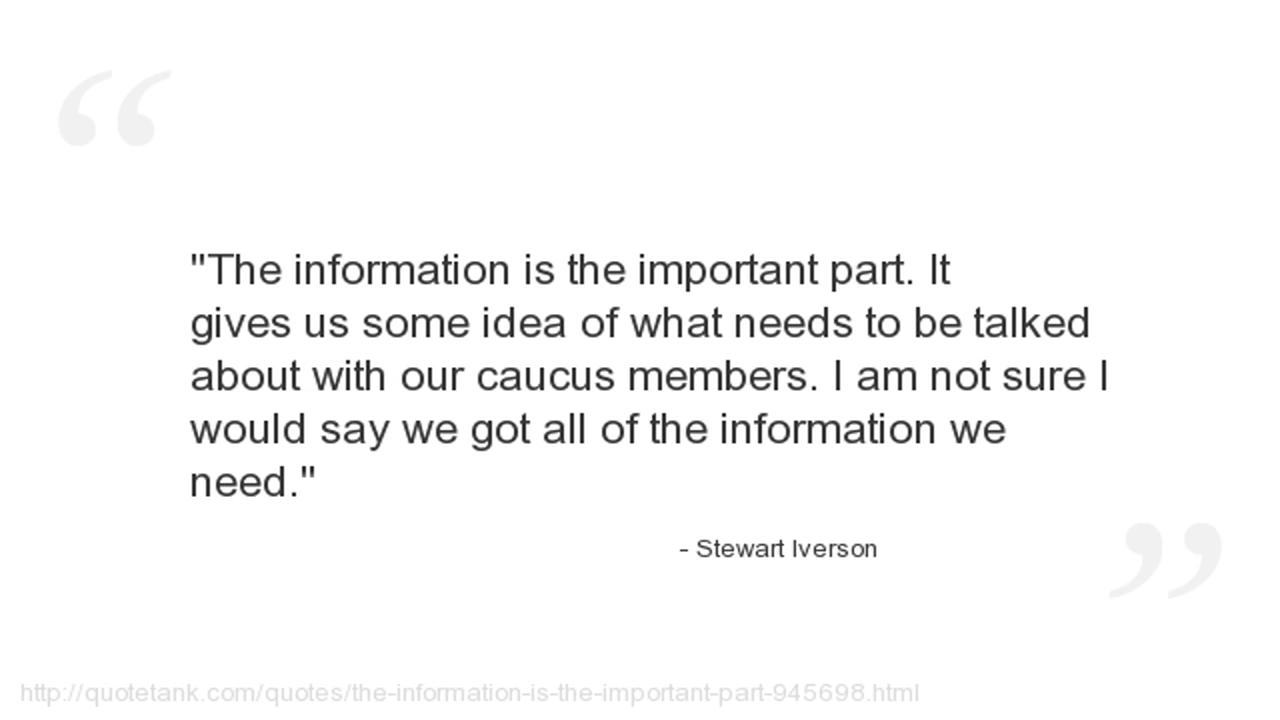 "The information is the important part. It
gives us some idea of what needs to be talked
about with our caucus members. I am not sure I
would say we got all of the information we
need."
- Stewart Iverson
http://quotetank.com/quotes/the-information-is-the-important-part-945698.html